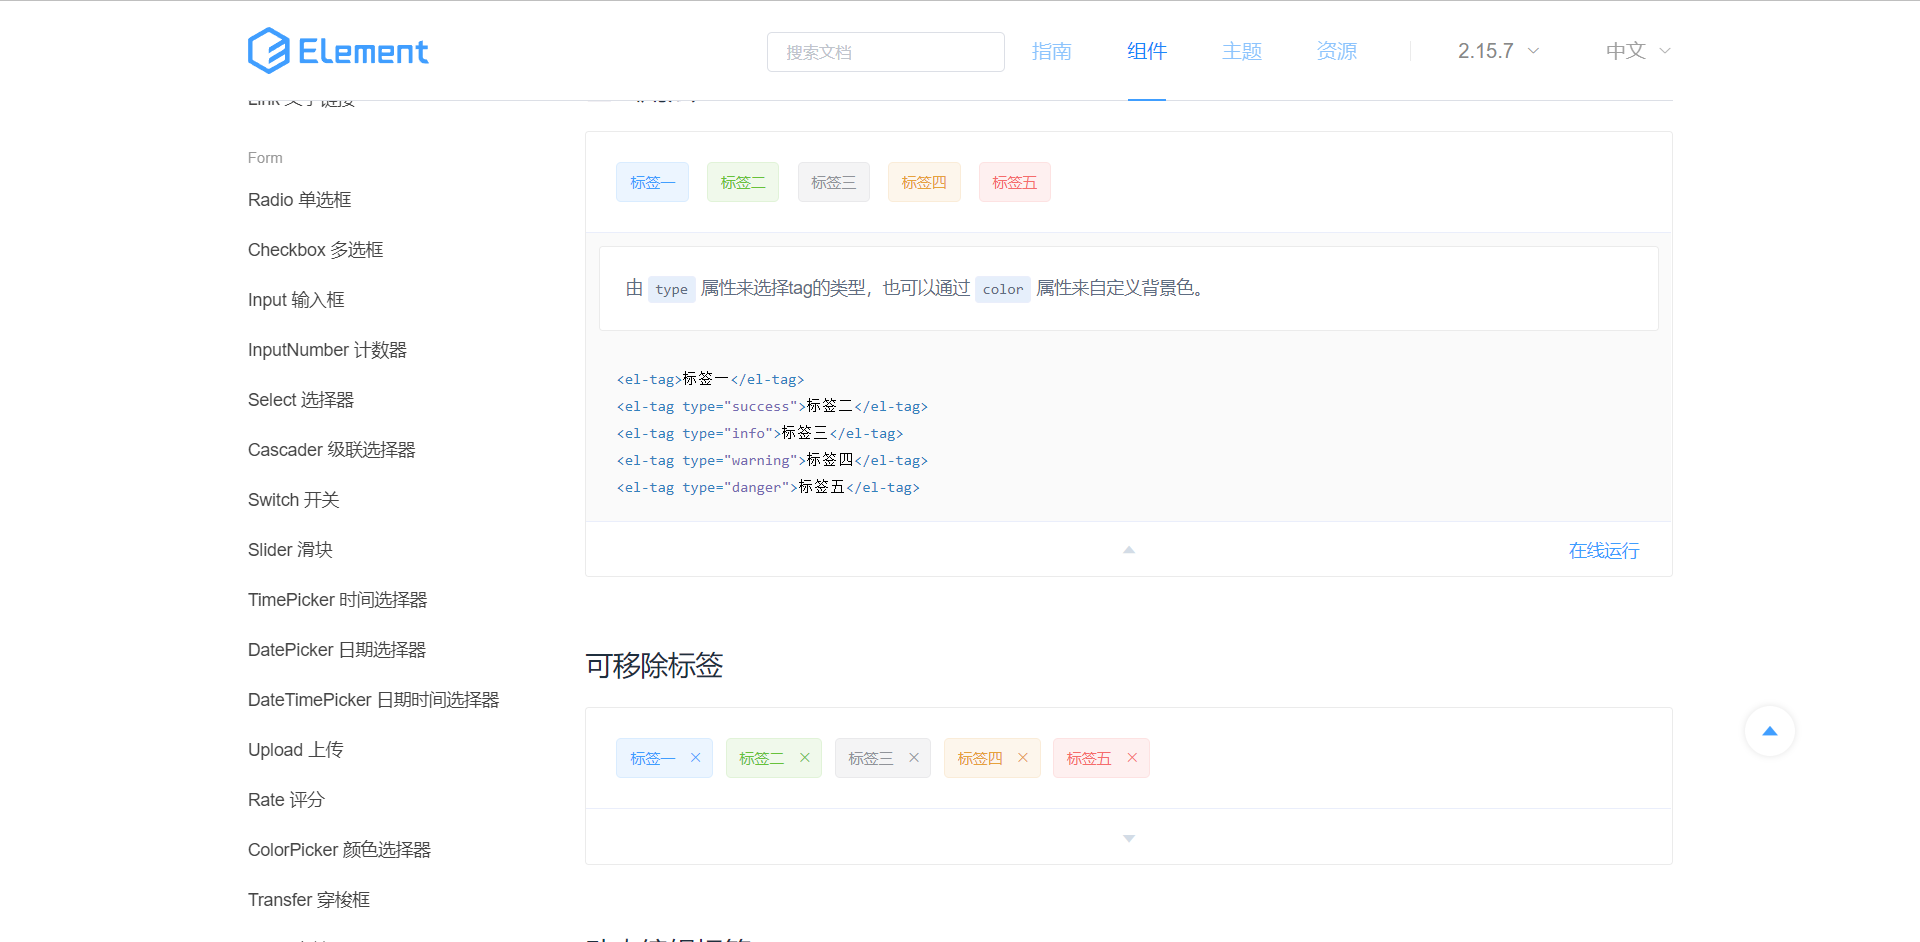 Element
搜索文档
指南
组件
主题
资源
2.15.7
中文
Link 文字链接
Form
Radio 单选框
Checkbox 多选框
Input 输入框
InputNumber 计数器
Select 选择器
Cascader 级联选择器
Switch 开关
Slider 滑块
TimePicker 时间选择器
DatePicker 日期选择器
DateTimePicker 日期时间选择器
Upload 上传
Rate 评分
ColorPicker 颜色选择器
Transfer 穿梭框
标签一 标签二 标签三 标签四 标签五
由 type 属性来选择tag的类型，也可以通过 color 属性来自定义背景色。
<el-tag>标签一</el-tag>
<el-tag type="success">标签二</el-tag>
<el-tag type="info">标签三</el-tag>
<el-tag type="warning">标签四</el-tag>
<el-tag type="danger">标签五</el-tag>
在线运行
可移除标签
标签一 × 标签二 × 标签三 × 标签四 × 标签五 ×